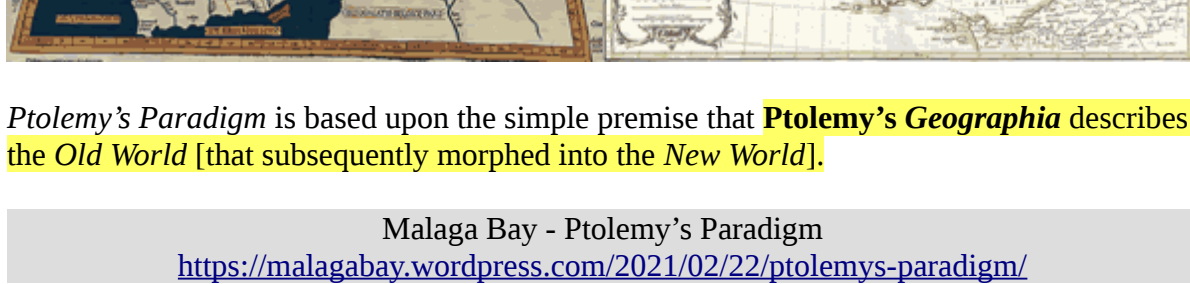 Ptolemy’s Paradigm is based upon the simple premise that Ptolemy’s Geographia describes
the Old World [that subsequently morphed into the New World].
Malaga Bay - Ptolemy’s Paradigm
https://malagabay.wordpress.com/2021/02/22/ptolemys-paradigm/